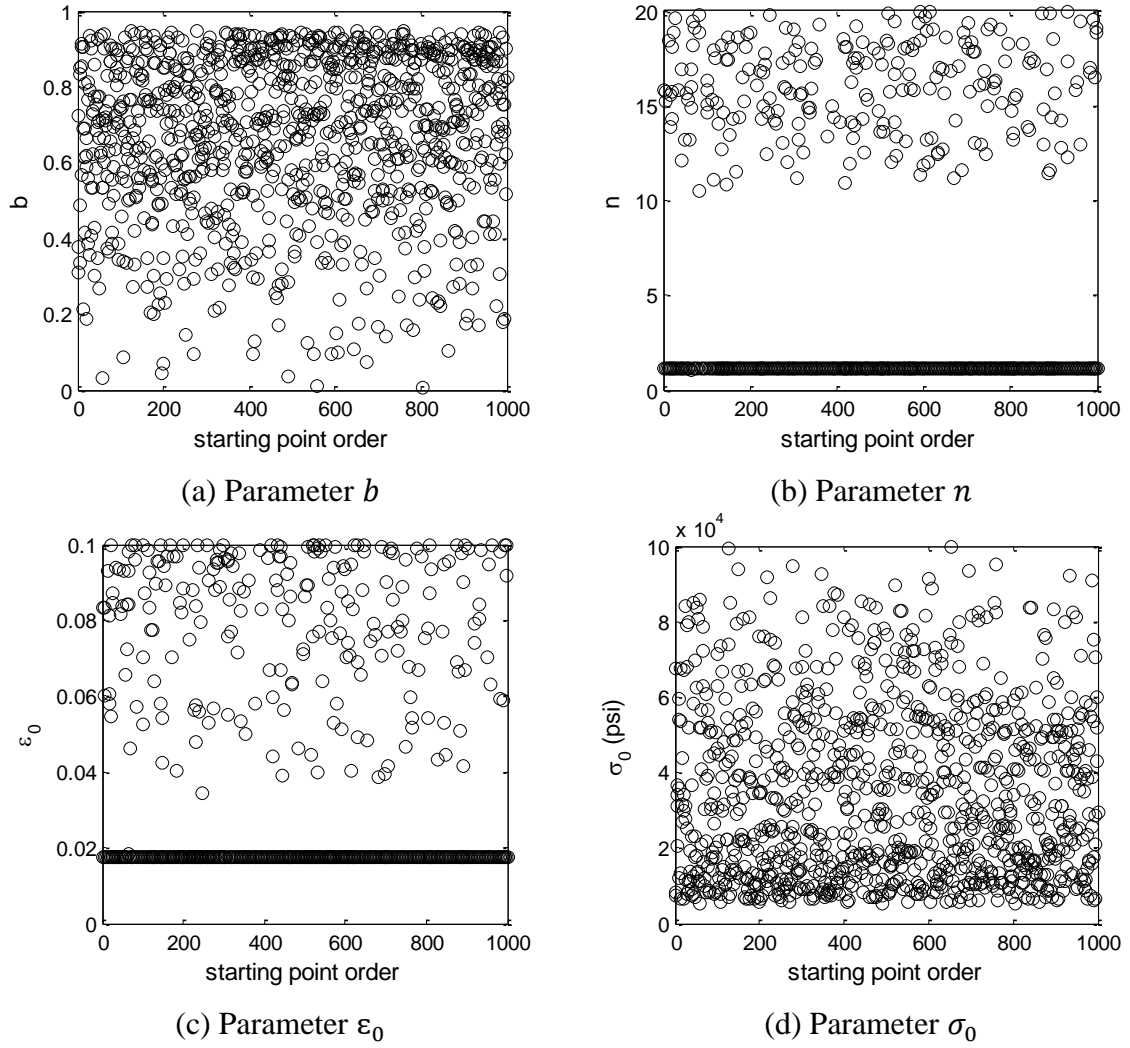 1
0.8
0.6
0.4
0.2
0
b
0 200 400 600 800 1000
starting point order
(a) Parameter b
20
15
10
5
0
n
0 200 400 600 800 1000
starting point order
(b) Parameter n
0.1
0.08
0.06
0.04
0.02
0
ε₀
0 200 400 600 800 1000
starting point order
(c) Parameter ε₀
x 10⁴
10
8
6
4
2
0
σ₀ (psi)
0 200 400 600 800 1000
starting point order
(d) Parameter σ₀